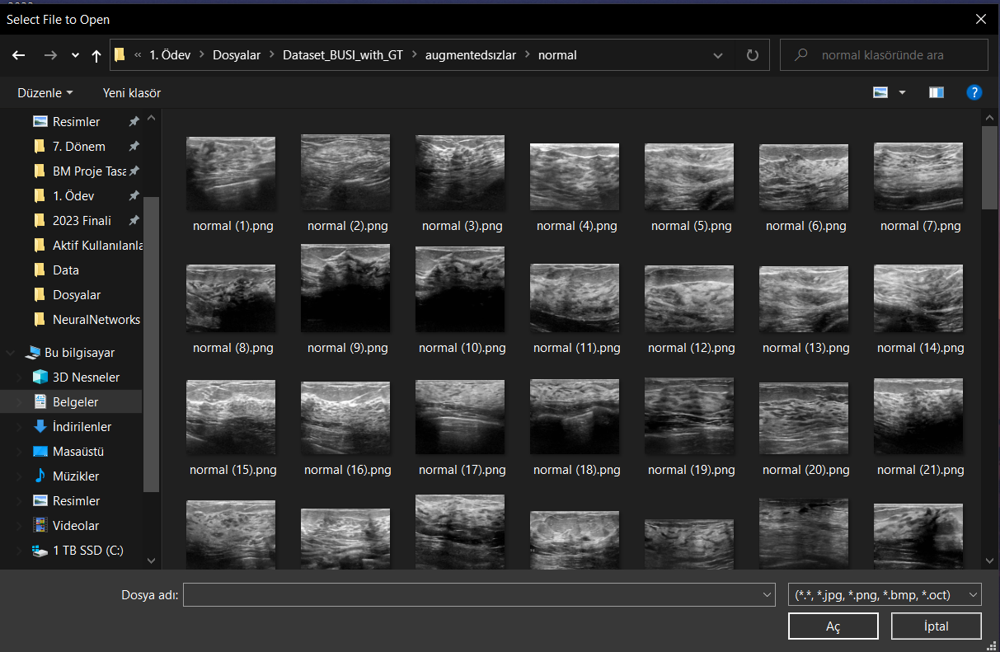 Select File to Open
« 1. Ödev > Dosyalar > Dataset_BUSI_with_GT > augmentedsızlar > normal
normal klasöründe ara
Düzenle
Yeni klasör
?
Resimler
7. Dönem
BM Proje Tasa
1. Ödev
2023 Finali
Aktif Kullanılanla
Data
Dosyalar
NeuralNetworks
Bu bilgisayar
3D Nesneler
Belgeler
İndirilenler
Masaüstü
Müzikler
Resimler
Videolar
1 TB SSD (C:)
normal (1).png normal (2).png normal (3).png normal (4).png normal (5).png normal (6).png normal (7).png
normal (8).png normal (9).png normal (10).png normal (11).png normal (12).png normal (13).png normal (14).png
normal (15).png normal (16).png normal (17).png normal (18).png normal (19).png normal (20).png normal (21).png
Dosya adı:
(*.*, *.jpg, *.png, *.bmp, *.oct)
Aç
İptal